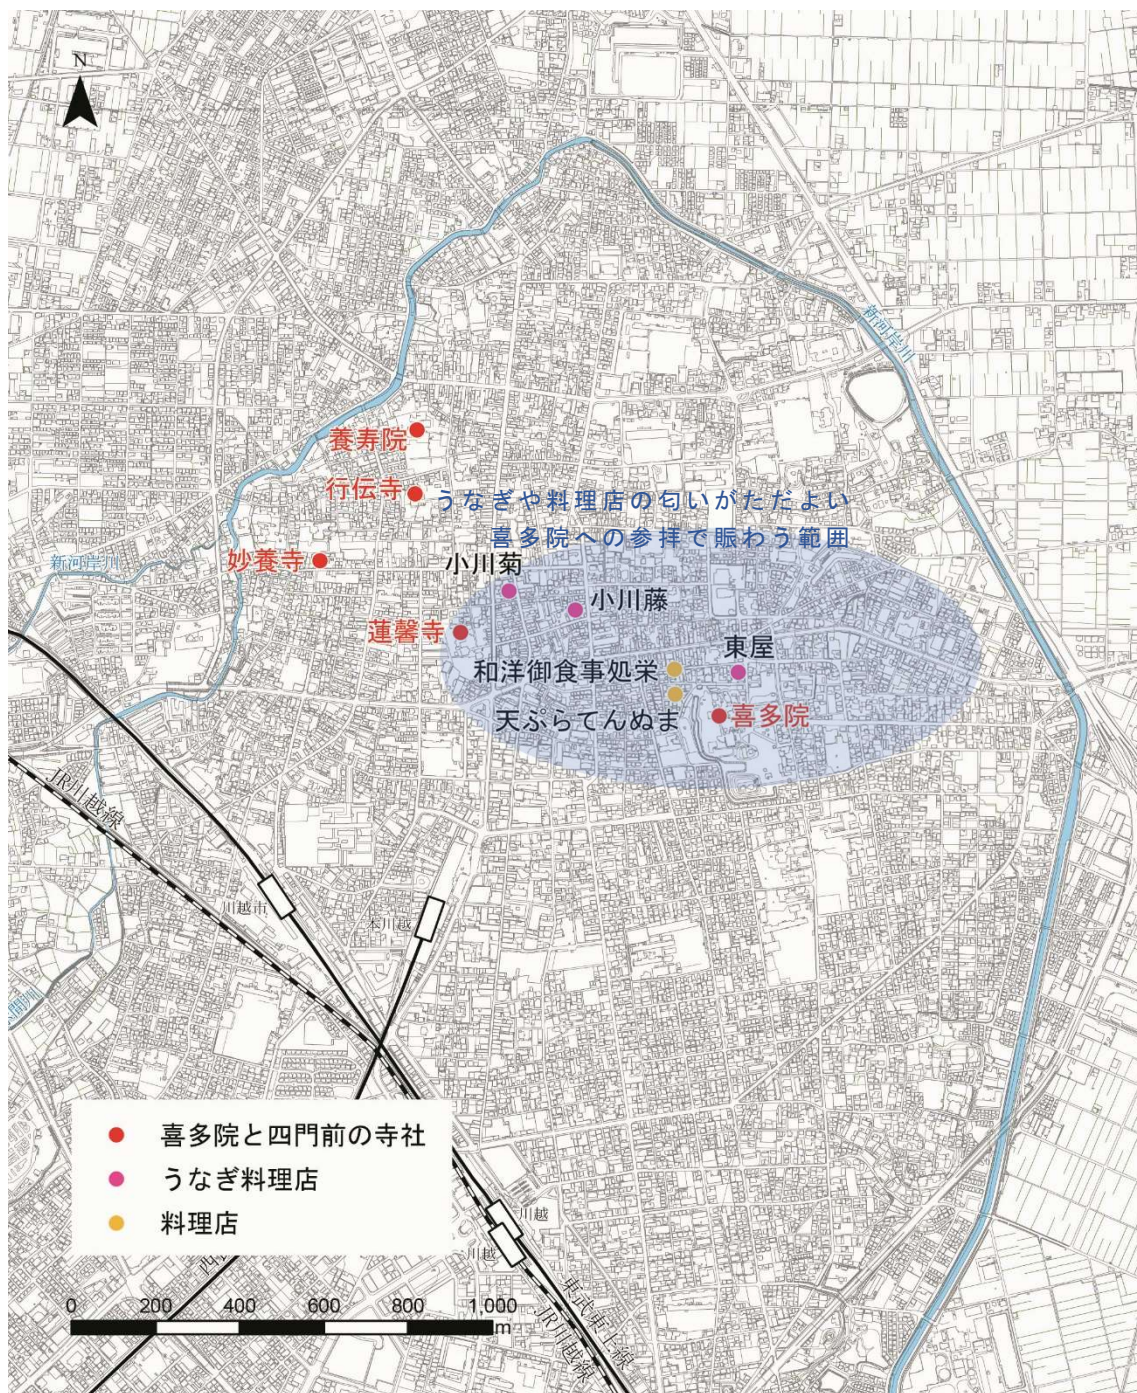 N
新河岸川
養寿院
行伝寺
うなぎや料理店の匂いがただよい
喜多院への参拝で賑わう範囲
妙養寺
新河岸川
小川菊
小川藤
蓮馨寺
東屋
和洋御食事処栄
天ぷらてんぬま
喜多院
JR川越線
川越市
本川越
喜多院と四門前の寺社
うなぎ料理店
料理店
川越
川越
東武東上線
JR川越線
0 200 400 600 800 1,000
m